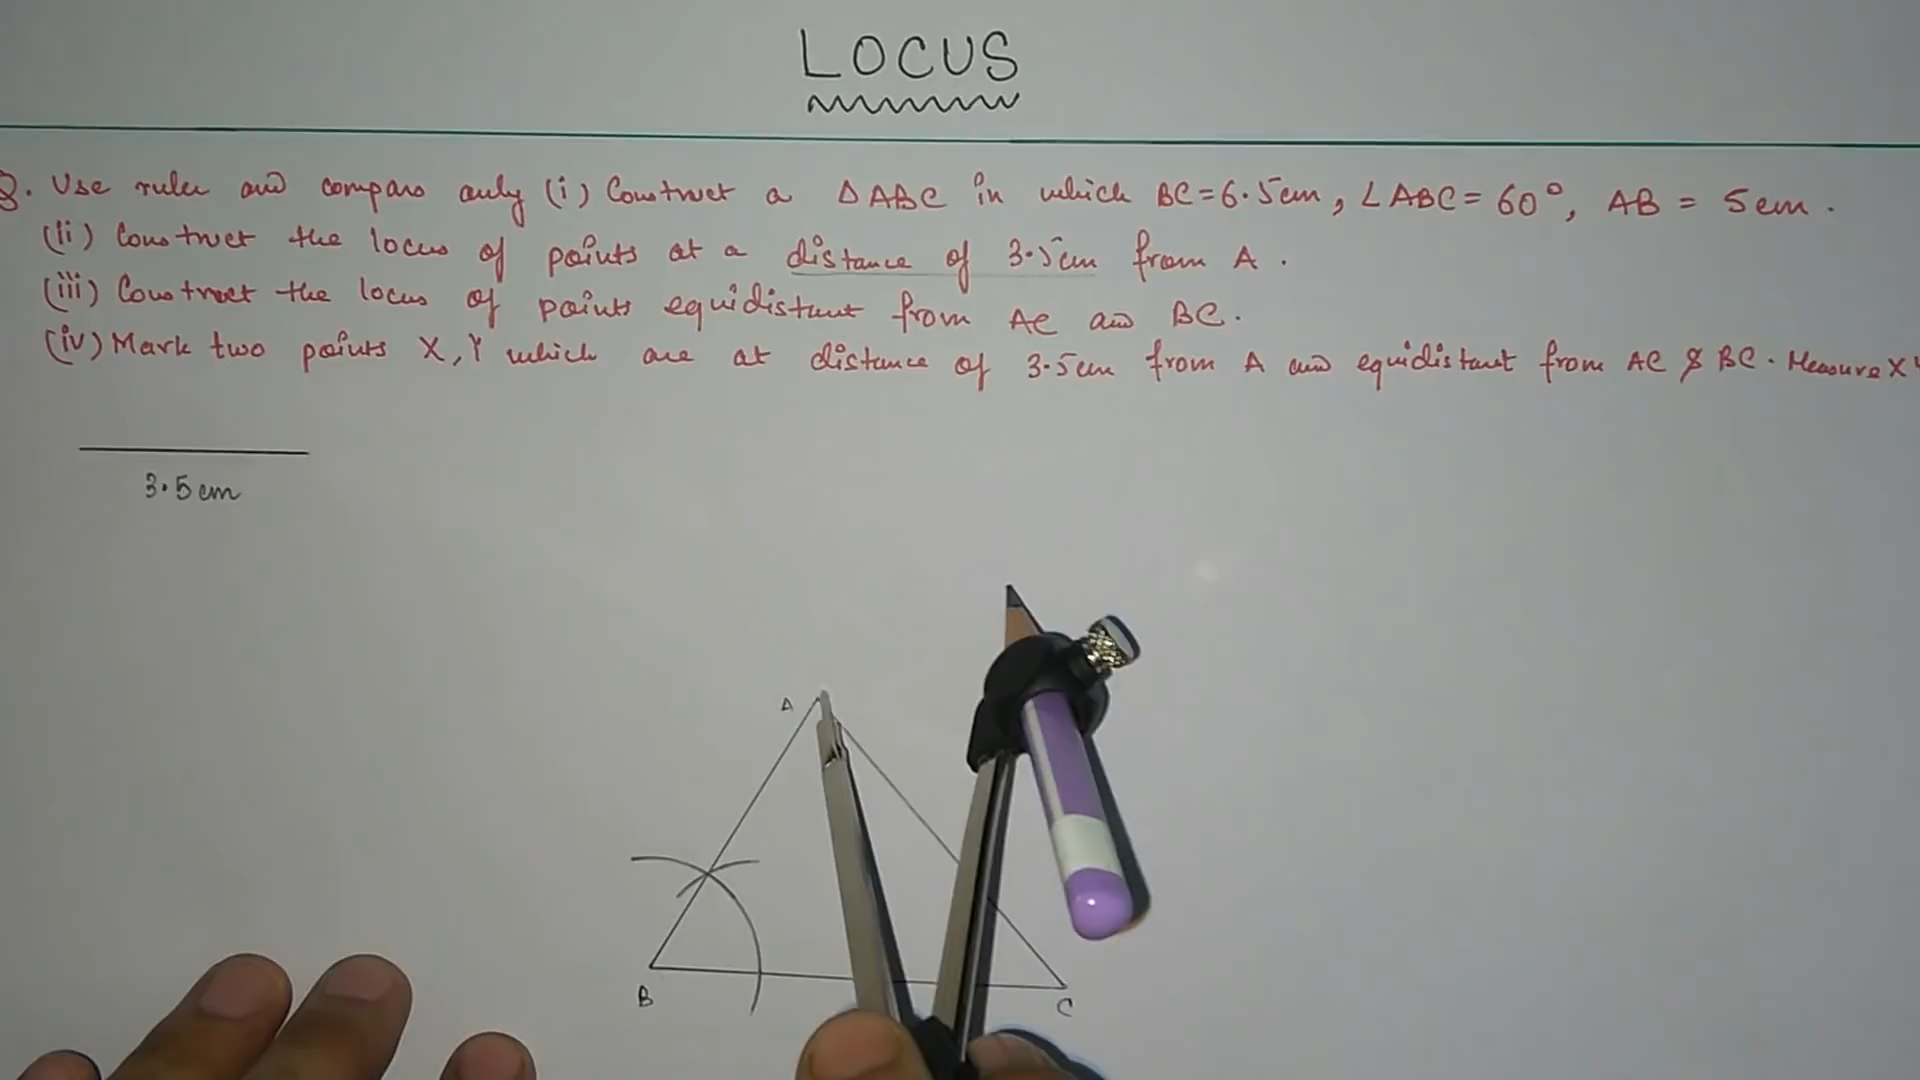 LOCUS
Q. Use ruler and compass only (i) Construct a ΔABC in which BC=6.5cm, ∠ABC=60°, AB = 5cm.
(ii) Construct the locus of points at a distance of 3.5cm from A.
(iii) Construct the locus of points equidistant from AC and BC.
(iv) Mark two points X,Y which are at distance of 3.5cm from A and equidistant from AC & BC. Measure X
3.5cm
A
B
C